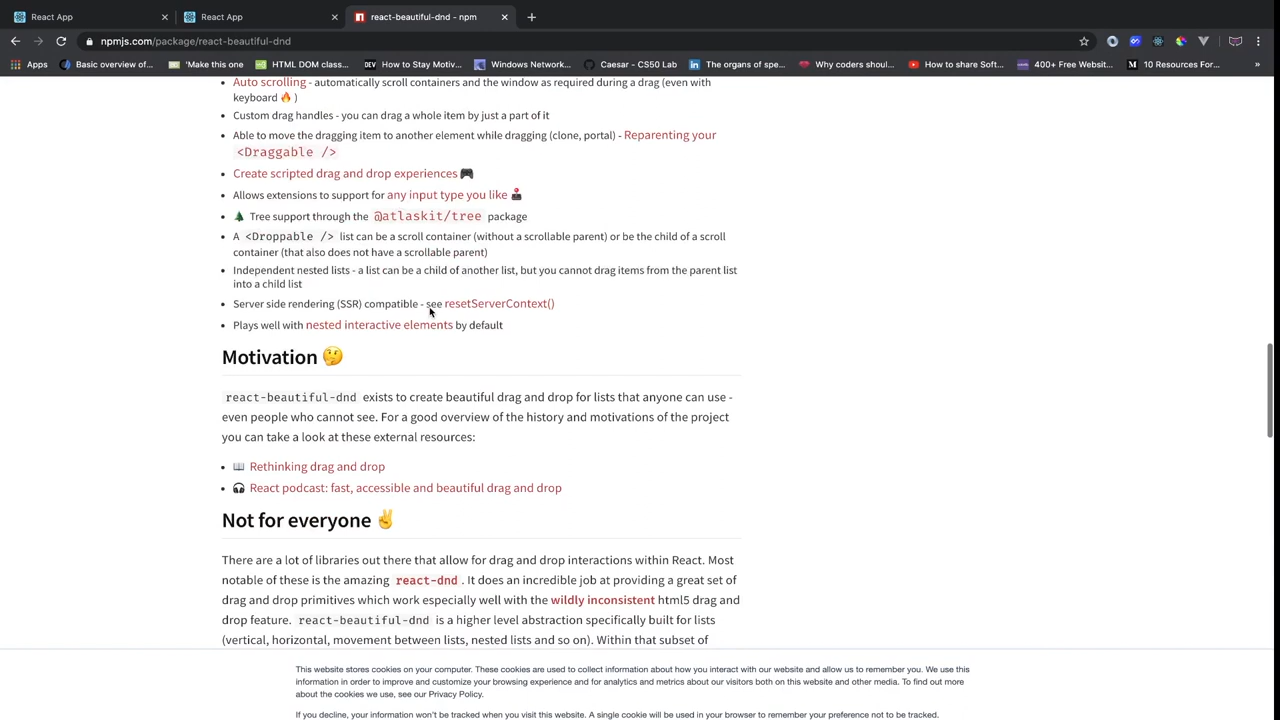 React App
React App
react-beautiful-dnd - npm
npmjs.com/package/react-beautiful-dnd
Apps
Basic overview of...
'Make this one
HTML DOM class...
How to Stay Motiv...
Windows Network...
Caesar - CS50 Lab
The organs of spe...
Why coders shoul...
How to share Soft...
400+ Free Websit...
10 Resources For...
»
Auto scrolling - automatically scroll containers and the window as required during a drag (even with
keyboard 🔥 )
• Custom drag handles - you can drag a whole item by just a part of it
• Able to move the dragging item to another element while dragging (clone, portal) - Reparenting your
<Draggable />
• Create scripted drag and drop experiences 🎮
• Allows extensions to support for any input type you like 🕹️
• 🌲 Tree support through the @atlaskit/tree package
• A <Droppable /> list can be a scroll container (without a scrollable parent) or be the child of a scroll
container (that also does not have a scrollable parent)
• Independent nested lists - a list can be a child of another list, but you cannot drag items from the parent list
into a child list
• Server side rendering (SSR) compatible - see resetServerContext()
• Plays well with nested interactive elements by default
Motivation 🤔
react-beautiful-dnd exists to create beautiful drag and drop for lists that anyone can use -
even people who cannot see. For a good overview of the history and motivations of the project
you can take a look at these external resources:
• 📖 Rethinking drag and drop
• 🎧 React podcast: fast, accessible and beautiful drag and drop
Not for everyone ✌️
There are a lot of libraries out there that allow for drag and drop interactions within React. Most
notable of these is the amazing react-dnd . It does an incredible job at providing a great set of
drag and drop primitives which work especially well with the wildly inconsistent html5 drag and
drop feature. react-beautiful-dnd is a higher level abstraction specifically built for lists
(vertical, horizontal, movement between lists, nested lists and so on). Within that subset of
This website stores cookies on your computer. These cookies are used to collect information about how you interact with our website and allow us to remember you. We use this
information in order to improve and customize your browsing experience and for analytics and metrics about our visitors both on this website and other media. To find out more
about the cookies we use, see our Privacy Policy.
If you decline, your information won't be tracked when you visit this website. A single cookie will be used in your browser to remember your preference not to be tracked.